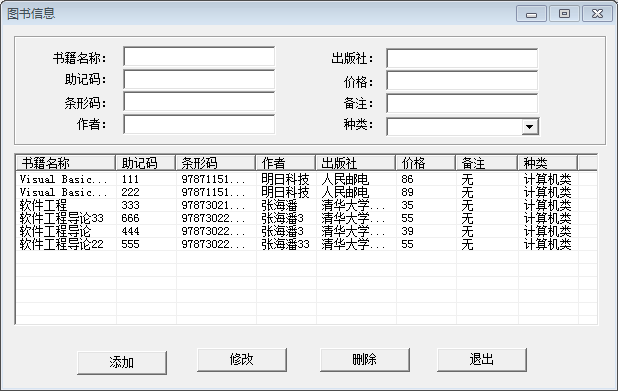 图书信息
书籍名称： 出版社：
助记码： 价格：
条形码： 备注：
作者： 种类：
书籍名称 助记码 条形码 作者 出版社 价格 备注 种类
Visual Basic... 111 97871151... 明日科技 人民邮电 86 无 计算机类
Visual Basic... 222 97871151... 明日科技 人民邮电 89 无 计算机类
软件工程 333 97873021... 张海潘 清华大学... 35 无 计算机类
软件工程导论33 666 97873022... 张海潘3 清华大学... 55 无 计算机类
软件工程导论 444 97873022... 张海潘3 清华大学... 39 无 计算机类
软件工程导论22 555 97873022... 张海潘33 清华大学... 55 无 计算机类
添加 修改 删除 退出